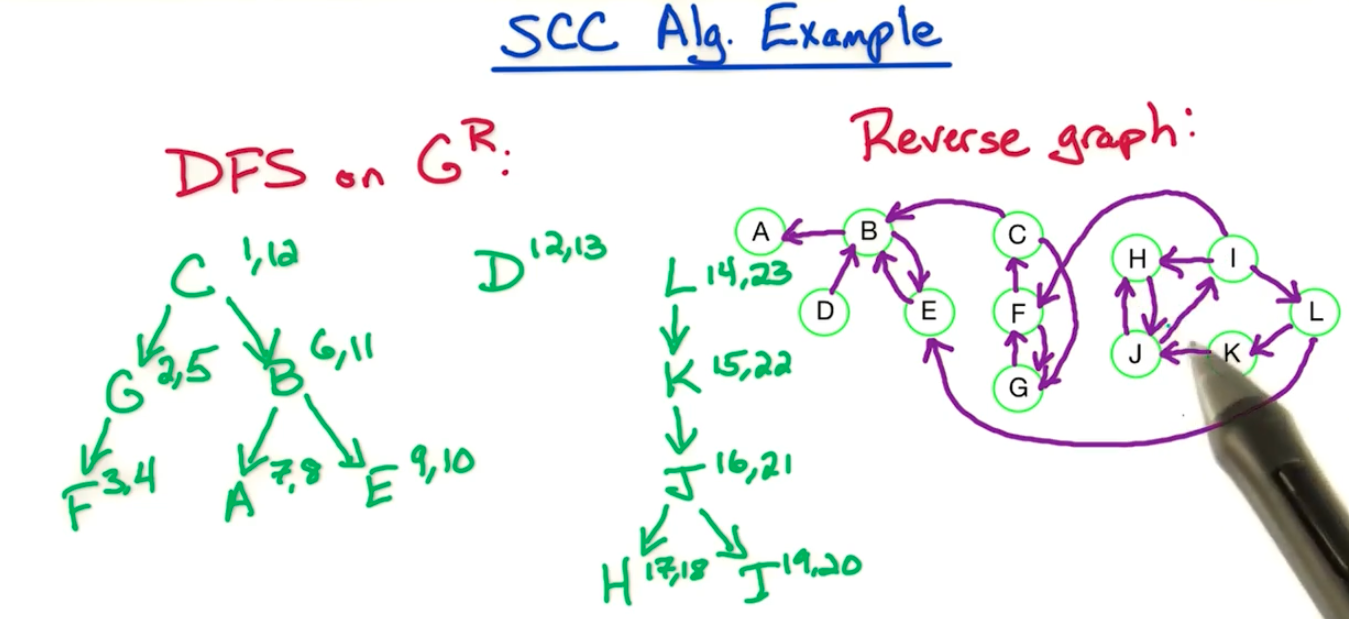 SCC Alg. Example
DFS on G^R:
C 1,12
G 2,5
B 6,11
F 3,4
A 7,8
E 9,10
D 12,13
L 14,23
K 15,22
J 16,21
H 17,18
I 19,20
Reverse graph:
A
B
C
H
I
D
E
F
L
J
K
G